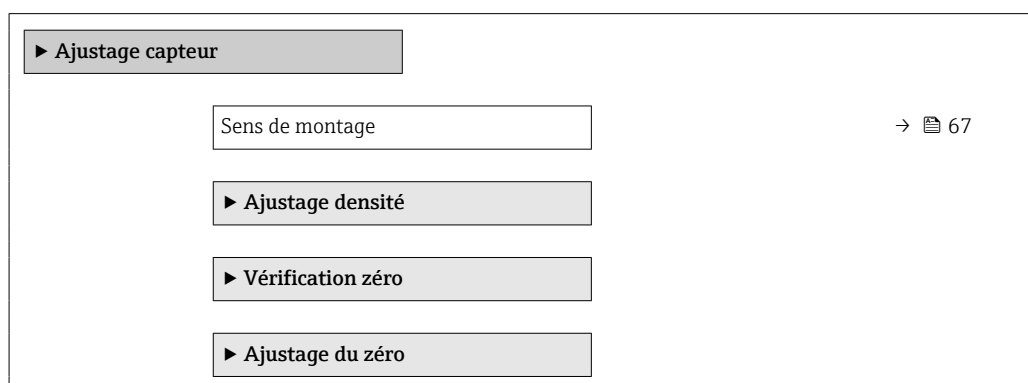 ▶ Ajustage capteur
Sens de montage → 🖹 67
▶ Ajustage densité
▶ Vérification zéro
▶ Ajustage du zéro